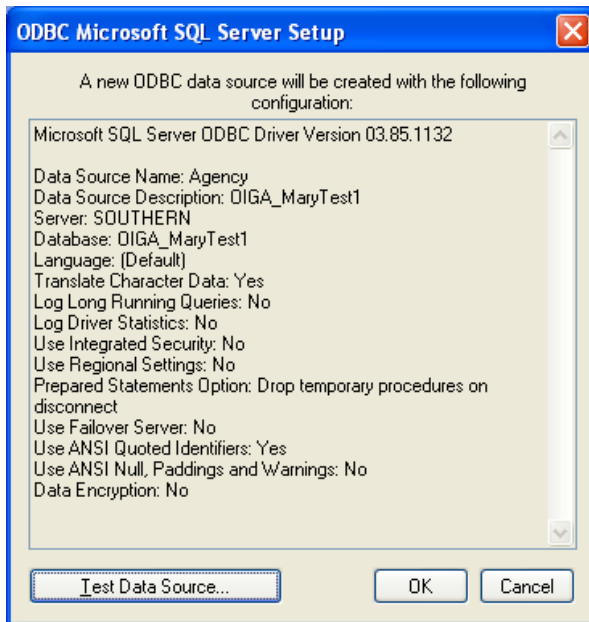 ODBC Microsoft SQL Server Setup
A new ODBC data source will be created with the following
configuration:
Microsoft SQL Server ODBC Driver Version 03.85.1132
Data Source Name: Agency
Data Source Description: OIGA_MaryTest1
Server: SOUTHERN
Database: OIGA_MaryTest1
Language: (Default)
Translate Character Data: Yes
Log Long Running Queries: No
Log Driver Statistics: No
Use Integrated Security: No
Use Regional Settings: No
Prepared Statements Option: Drop temporary procedures on
disconnect
Use Failover Server: No
Use ANSI Quoted Identifiers: Yes
Use ANSI Null, Paddings and Warnings: No
Data Encryption: No
Test Data Source... OK Cancel